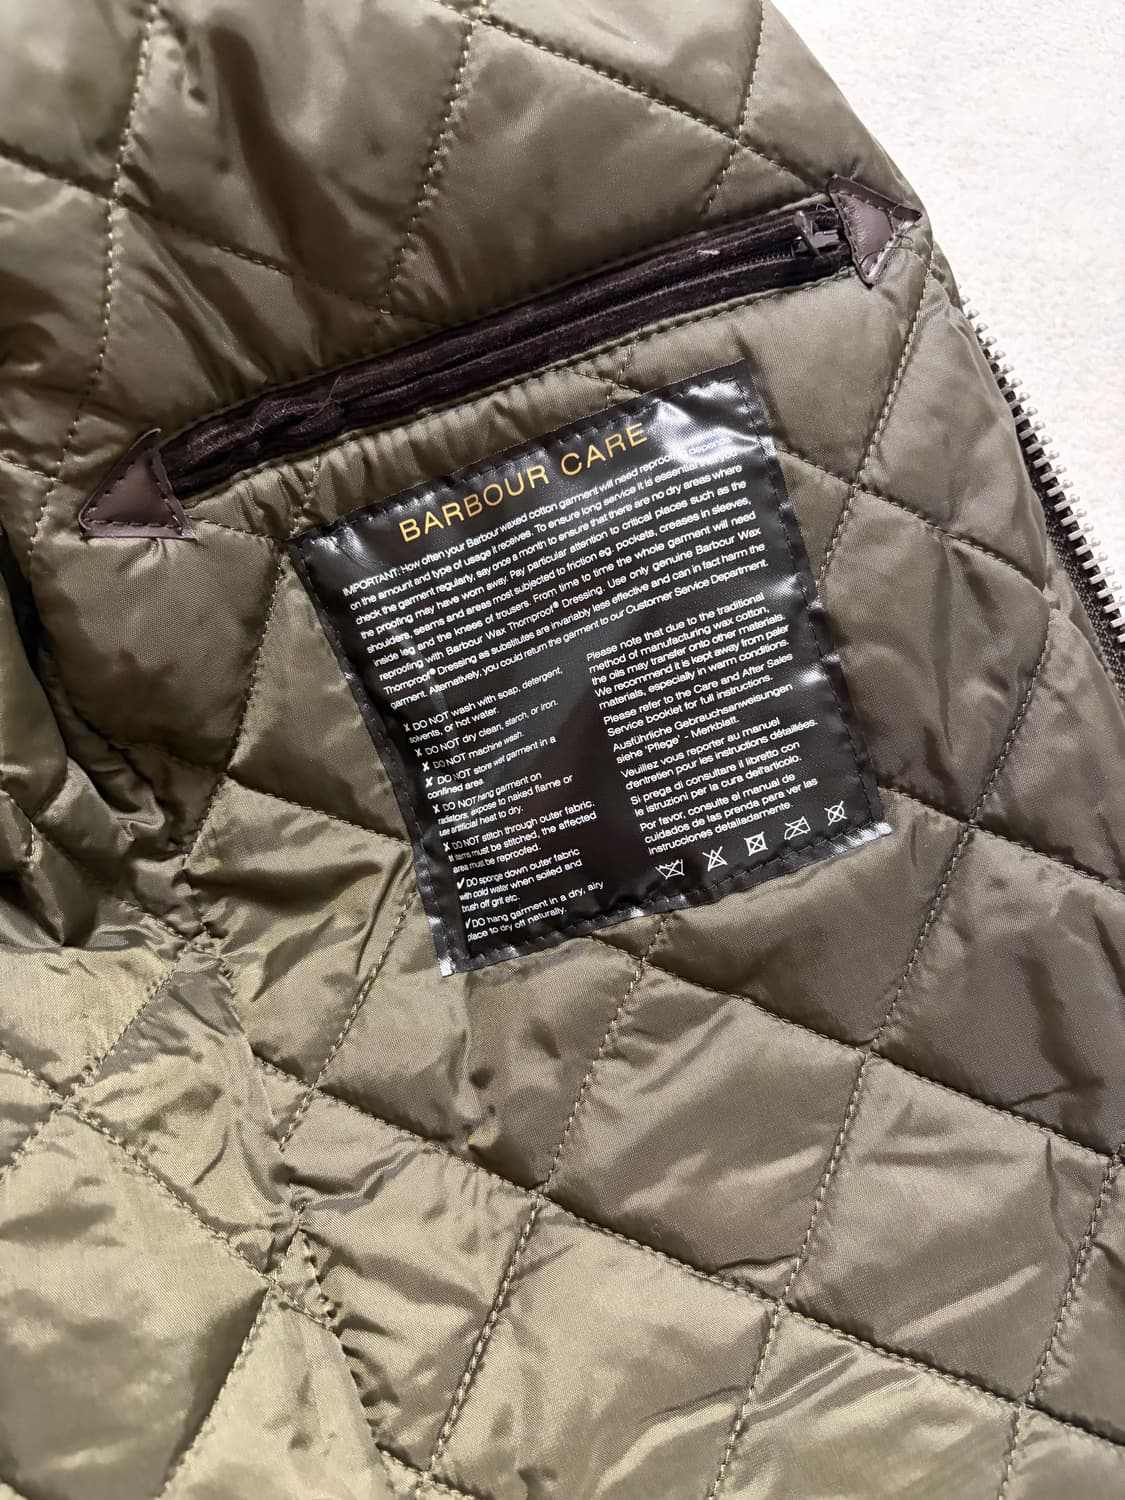 BARBOUR CARE
IMPORTANT: How often your Barbour waxed cotton garment will need reproofing depends
on the amount and type of usage it receives. To ensure long service it is essential that you
check the garment regularly, say once a month to ensure that there are no dry areas where
the proofing may have worn away. Pay particular attention to critical places such as the
shoulders, seams and areas most subjected to friction eg. pockets, creases in sleeves,
inside leg and the knees of trousers. From time to time the whole garment will need
reproofing with Barbour Wax Thornproof® Dressing. Use only genuine Barbour Wax
Thornproof® Dressing as substitutes are invariably less effective and can in fact harm the
garment. Alternatively, you could return the garment to our Customer Service Department.
✗ DO NOT wash with soap, detergent,
solvents, or hot water.
✗ DO NOT dry clean, starch, or iron.
✗ DO NOT machine wash.
✗ DO NOT store wet garment in a
confined area
✗ DO NOT hang garment on
radiators, expose to naked flame or
use artificial heat to dry.
✗ DO NOT stitch through outer fabric.
If items must be stitched, the affected
area must be reproofed.
✓ DO sponge down outer fabric
with cold water when soiled and
brush off grit etc.
✓ DO hang garment in a dry, airy
place to dry off naturally.
Please note that due to the traditional
method of manufacturing wax cotton,
the oils may transfer onto other materials.
We recommend it is kept away from paler
materials, especially in warm conditions
Please refer to the Care and After Sales
Service booklet for full instructions.
Ausführliche Gebrauchsanweisungen
siehe 'Pflege' - Merkblatt.
Veuillez vous reporter au manuel
d'entretien pour les instructions détaillées.
Si prega di consultare il libretto con
le istruzioni per la cura dell'articolo.
Por favor, consulte el manual de
cuidados de las prenda para ver las
instrucciones detalladamente.